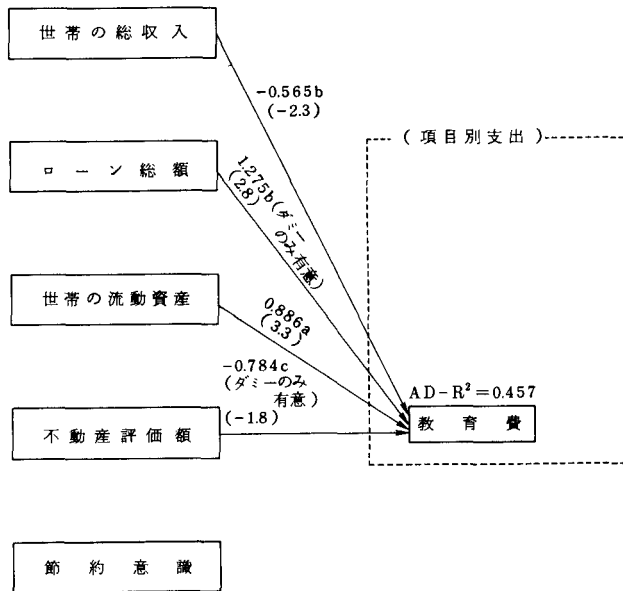 世帯の総収入
-0.565b
(-2.3)
(項目別支出)
ローン総額
1.275b(ダミー
(2.8)
のみ有意)
世帯の流動資産
0.886a
(3.3)
-0.784c
(ダミーのみ
有意)
(-1.8)
AD-R²=0.457
不動産評価額
教育費
節約意識